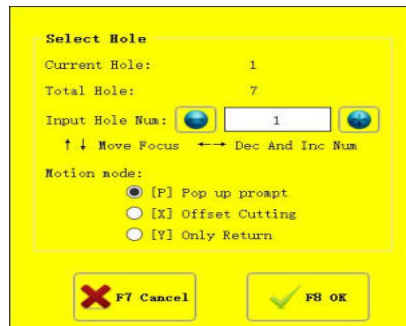 Select Hole
Current Hole: 1
Total Hole: 7
Input Hole Num: 1
↑ ↓ Move Focus ←→ Dec And Inc Num
Motion mode:
[P] Pop up prompt
[X] Offset Cutting
[Y] Only Return
F7 Cancel F8 OK